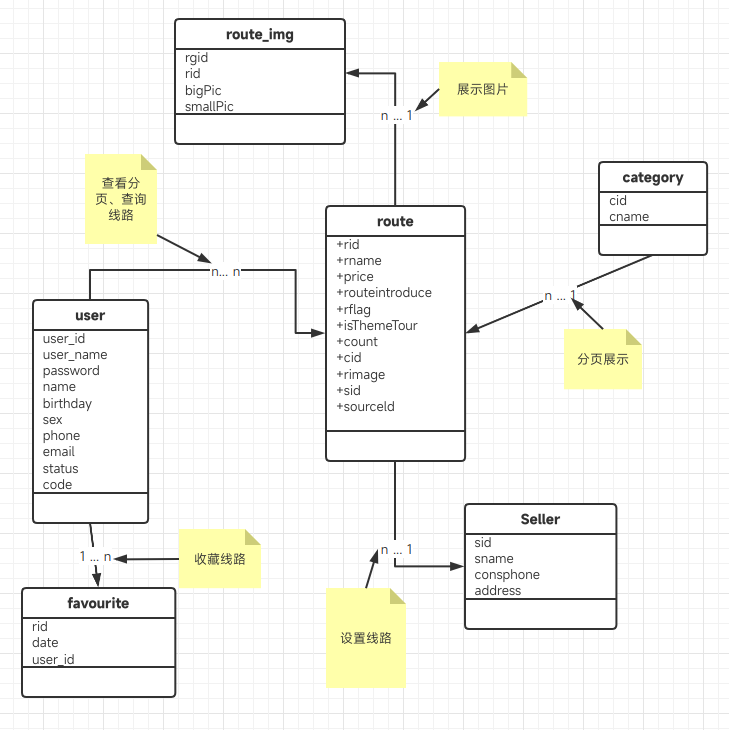 route_img
rgid
rid
bigPic
smallPic
展示图片
n ... 1
查看分
页、查询
线路
n... n
category
cid
cname
n ... 1
分页展示
route
+rid
+rname
+price
+routeintroduce
+rflag
+isThemeTour
+count
+cid
+rimage
+sid
+sourceId
user
user_id
user_name
password
name
birthday
sex
phone
email
status
code
1 ... n
收藏线路
favourite
rid
date
user_id
n ... 1
设置线路
Seller
sid
sname
consphone
address